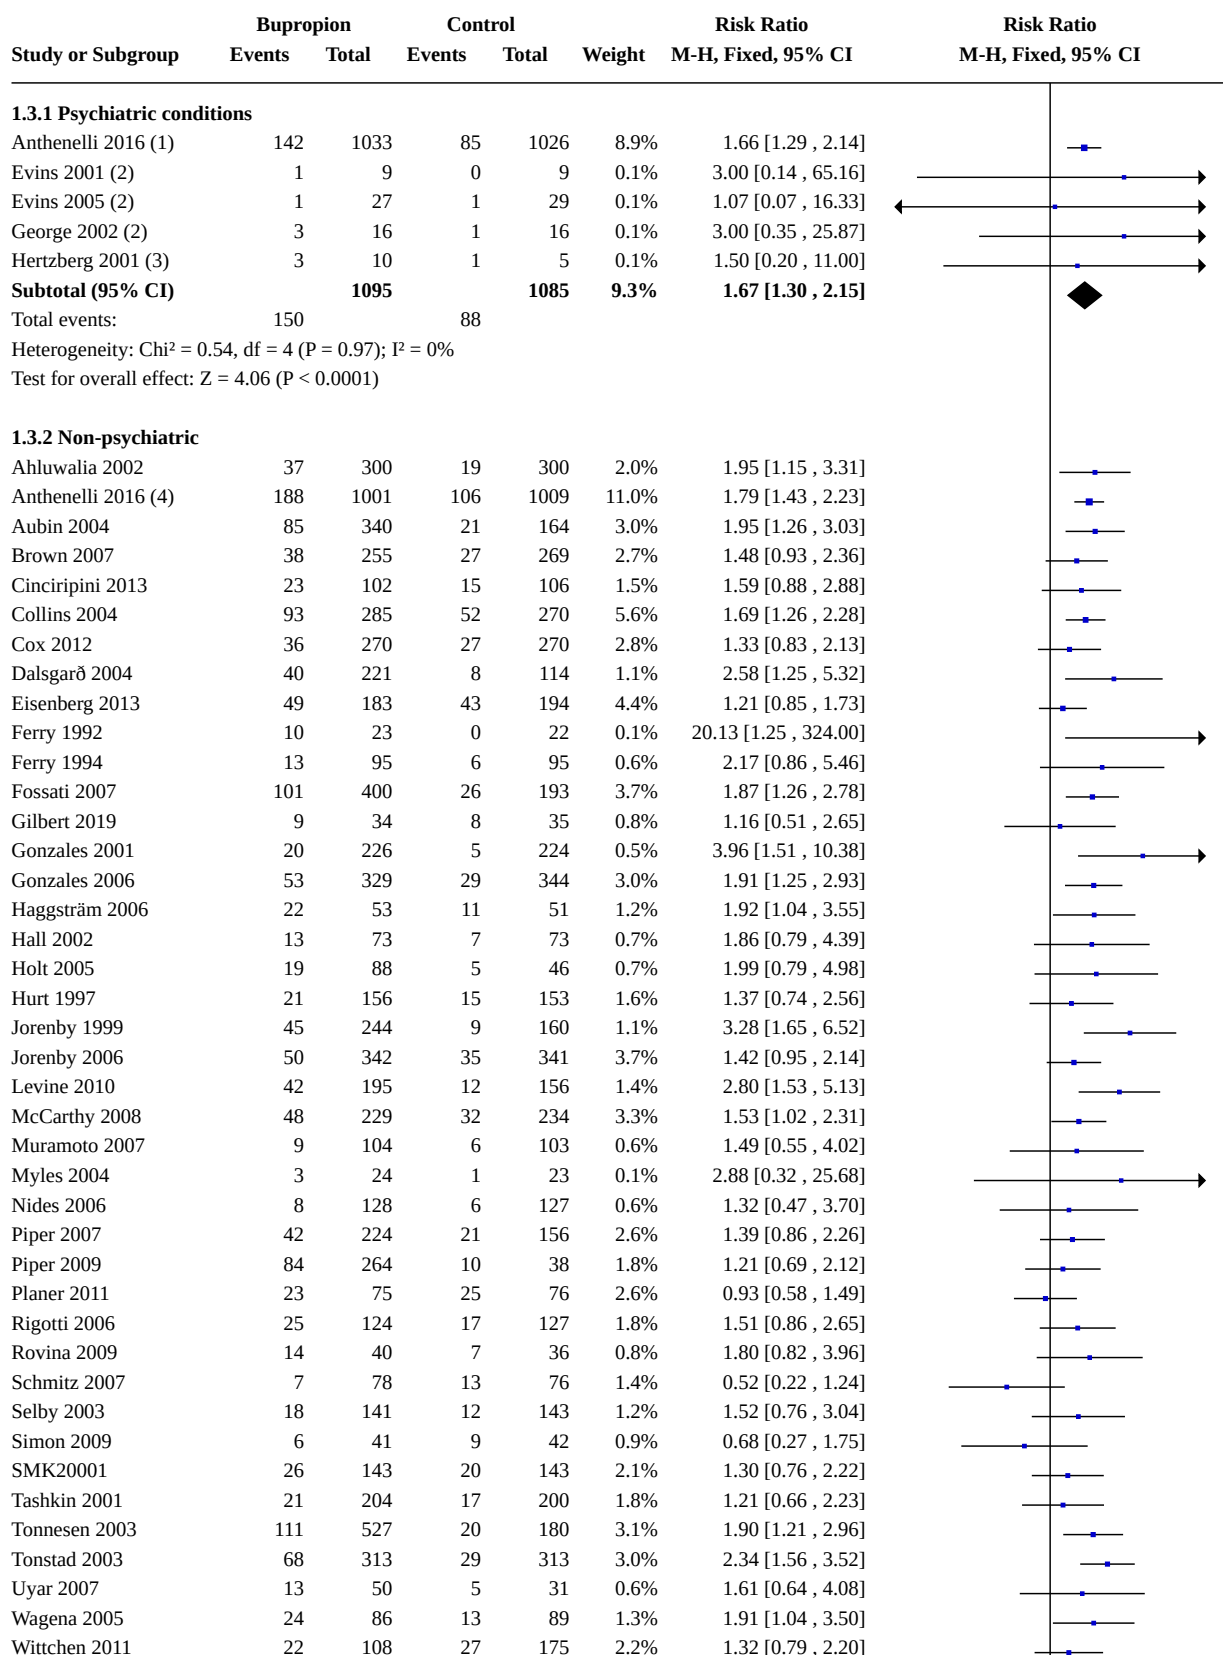 Bupropion Control Risk Ratio Risk Ratio
Study or Subgroup Events Total Events Total Weight M-H, Fixed, 95% CI M-H, Fixed, 95% CI
1.3.1 Psychiatric conditions
Anthenelli 2016 (1) 142 1033 85 1026 8.9% 1.66 [1.29 , 2.14]
Evins 2001 (2) 1 9 0 9 0.1% 3.00 [0.14 , 65.16]
Evins 2005 (2) 1 27 1 29 0.1% 1.07 [0.07 , 16.33]
George 2002 (2) 3 16 1 16 0.1% 3.00 [0.35 , 25.87]
Hertzberg 2001 (3) 3 10 1 5 0.1% 1.50 [0.20 , 11.00]
Subtotal (95% CI) 1095 1085 9.3% 1.67 [1.30 , 2.15]
Total events: 150 88
Heterogeneity: Chi² = 0.54, df = 4 (P = 0.97); I² = 0%
Test for overall effect: Z = 4.06 (P < 0.0001)
1.3.2 Non-psychiatric
Ahluwalia 2002 37 300 19 300 2.0% 1.95 [1.15 , 3.31]
Anthenelli 2016 (4) 188 1001 106 1009 11.0% 1.79 [1.43 , 2.23]
Aubin 2004 85 340 21 164 3.0% 1.95 [1.26 , 3.03]
Brown 2007 38 255 27 269 2.7% 1.48 [0.93 , 2.36]
Cinciripini 2013 23 102 15 106 1.5% 1.59 [0.88 , 2.88]
Collins 2004 93 285 52 270 5.6% 1.69 [1.26 , 2.28]
Cox 2012 36 270 27 270 2.8% 1.33 [0.83 , 2.13]
Dalsgarð 2004 40 221 8 114 1.1% 2.58 [1.25 , 5.32]
Eisenberg 2013 49 183 43 194 4.4% 1.21 [0.85 , 1.73]
Ferry 1992 10 23 0 22 0.1% 20.13 [1.25 , 324.00]
Ferry 1994 13 95 6 95 0.6% 2.17 [0.86 , 5.46]
Fossati 2007 101 400 26 193 3.7% 1.87 [1.26 , 2.78]
Gilbert 2019 9 34 8 35 0.8% 1.16 [0.51 , 2.65]
Gonzales 2001 20 226 5 224 0.5% 3.96 [1.51 , 10.38]
Gonzales 2006 53 329 29 344 3.0% 1.91 [1.25 , 2.93]
Haggsträm 2006 22 53 11 51 1.2% 1.92 [1.04 , 3.55]
Hall 2002 13 73 7 73 0.7% 1.86 [0.79 , 4.39]
Holt 2005 19 88 5 46 0.7% 1.99 [0.79 , 4.98]
Hurt 1997 21 156 15 153 1.6% 1.37 [0.74 , 2.56]
Jorenby 1999 45 244 9 160 1.1% 3.28 [1.65 , 6.52]
Jorenby 2006 50 342 35 341 3.7% 1.42 [0.95 , 2.14]
Levine 2010 42 195 12 156 1.4% 2.80 [1.53 , 5.13]
McCarthy 2008 48 229 32 234 3.3% 1.53 [1.02 , 2.31]
Muramoto 2007 9 104 6 103 0.6% 1.49 [0.55 , 4.02]
Myles 2004 3 24 1 23 0.1% 2.88 [0.32 , 25.68]
Nides 2006 8 128 6 127 0.6% 1.32 [0.47 , 3.70]
Piper 2007 42 224 21 156 2.6% 1.39 [0.86 , 2.26]
Piper 2009 84 264 10 38 1.8% 1.21 [0.69 , 2.12]
Planer 2011 23 75 25 76 2.6% 0.93 [0.58 , 1.49]
Rigotti 2006 25 124 17 127 1.8% 1.51 [0.86 , 2.65]
Rovina 2009 14 40 7 36 0.8% 1.80 [0.82 , 3.96]
Schmitz 2007 7 78 13 76 1.4% 0.52 [0.22 , 1.24]
Selby 2003 18 141 12 143 1.2% 1.52 [0.76 , 3.04]
Simon 2009 6 41 9 42 0.9% 0.68 [0.27 , 1.75]
SMK20001 26 143 20 143 2.1% 1.30 [0.76 , 2.22]
Tashkin 2001 21 204 17 200 1.8% 1.21 [0.66 , 2.23]
Tonnesen 2003 111 527 20 180 3.1% 1.90 [1.21 , 2.96]
Tonstad 2003 68 313 29 313 3.0% 2.34 [1.56 , 3.52]
Uyar 2007 13 50 5 31 0.6% 1.61 [0.64 , 4.08]
Wagena 2005 24 86 13 89 1.3% 1.91 [1.04 , 3.50]
Wittchen 2011 22 108 27 175 2.2% 1.32 [0.79 , 2.20]